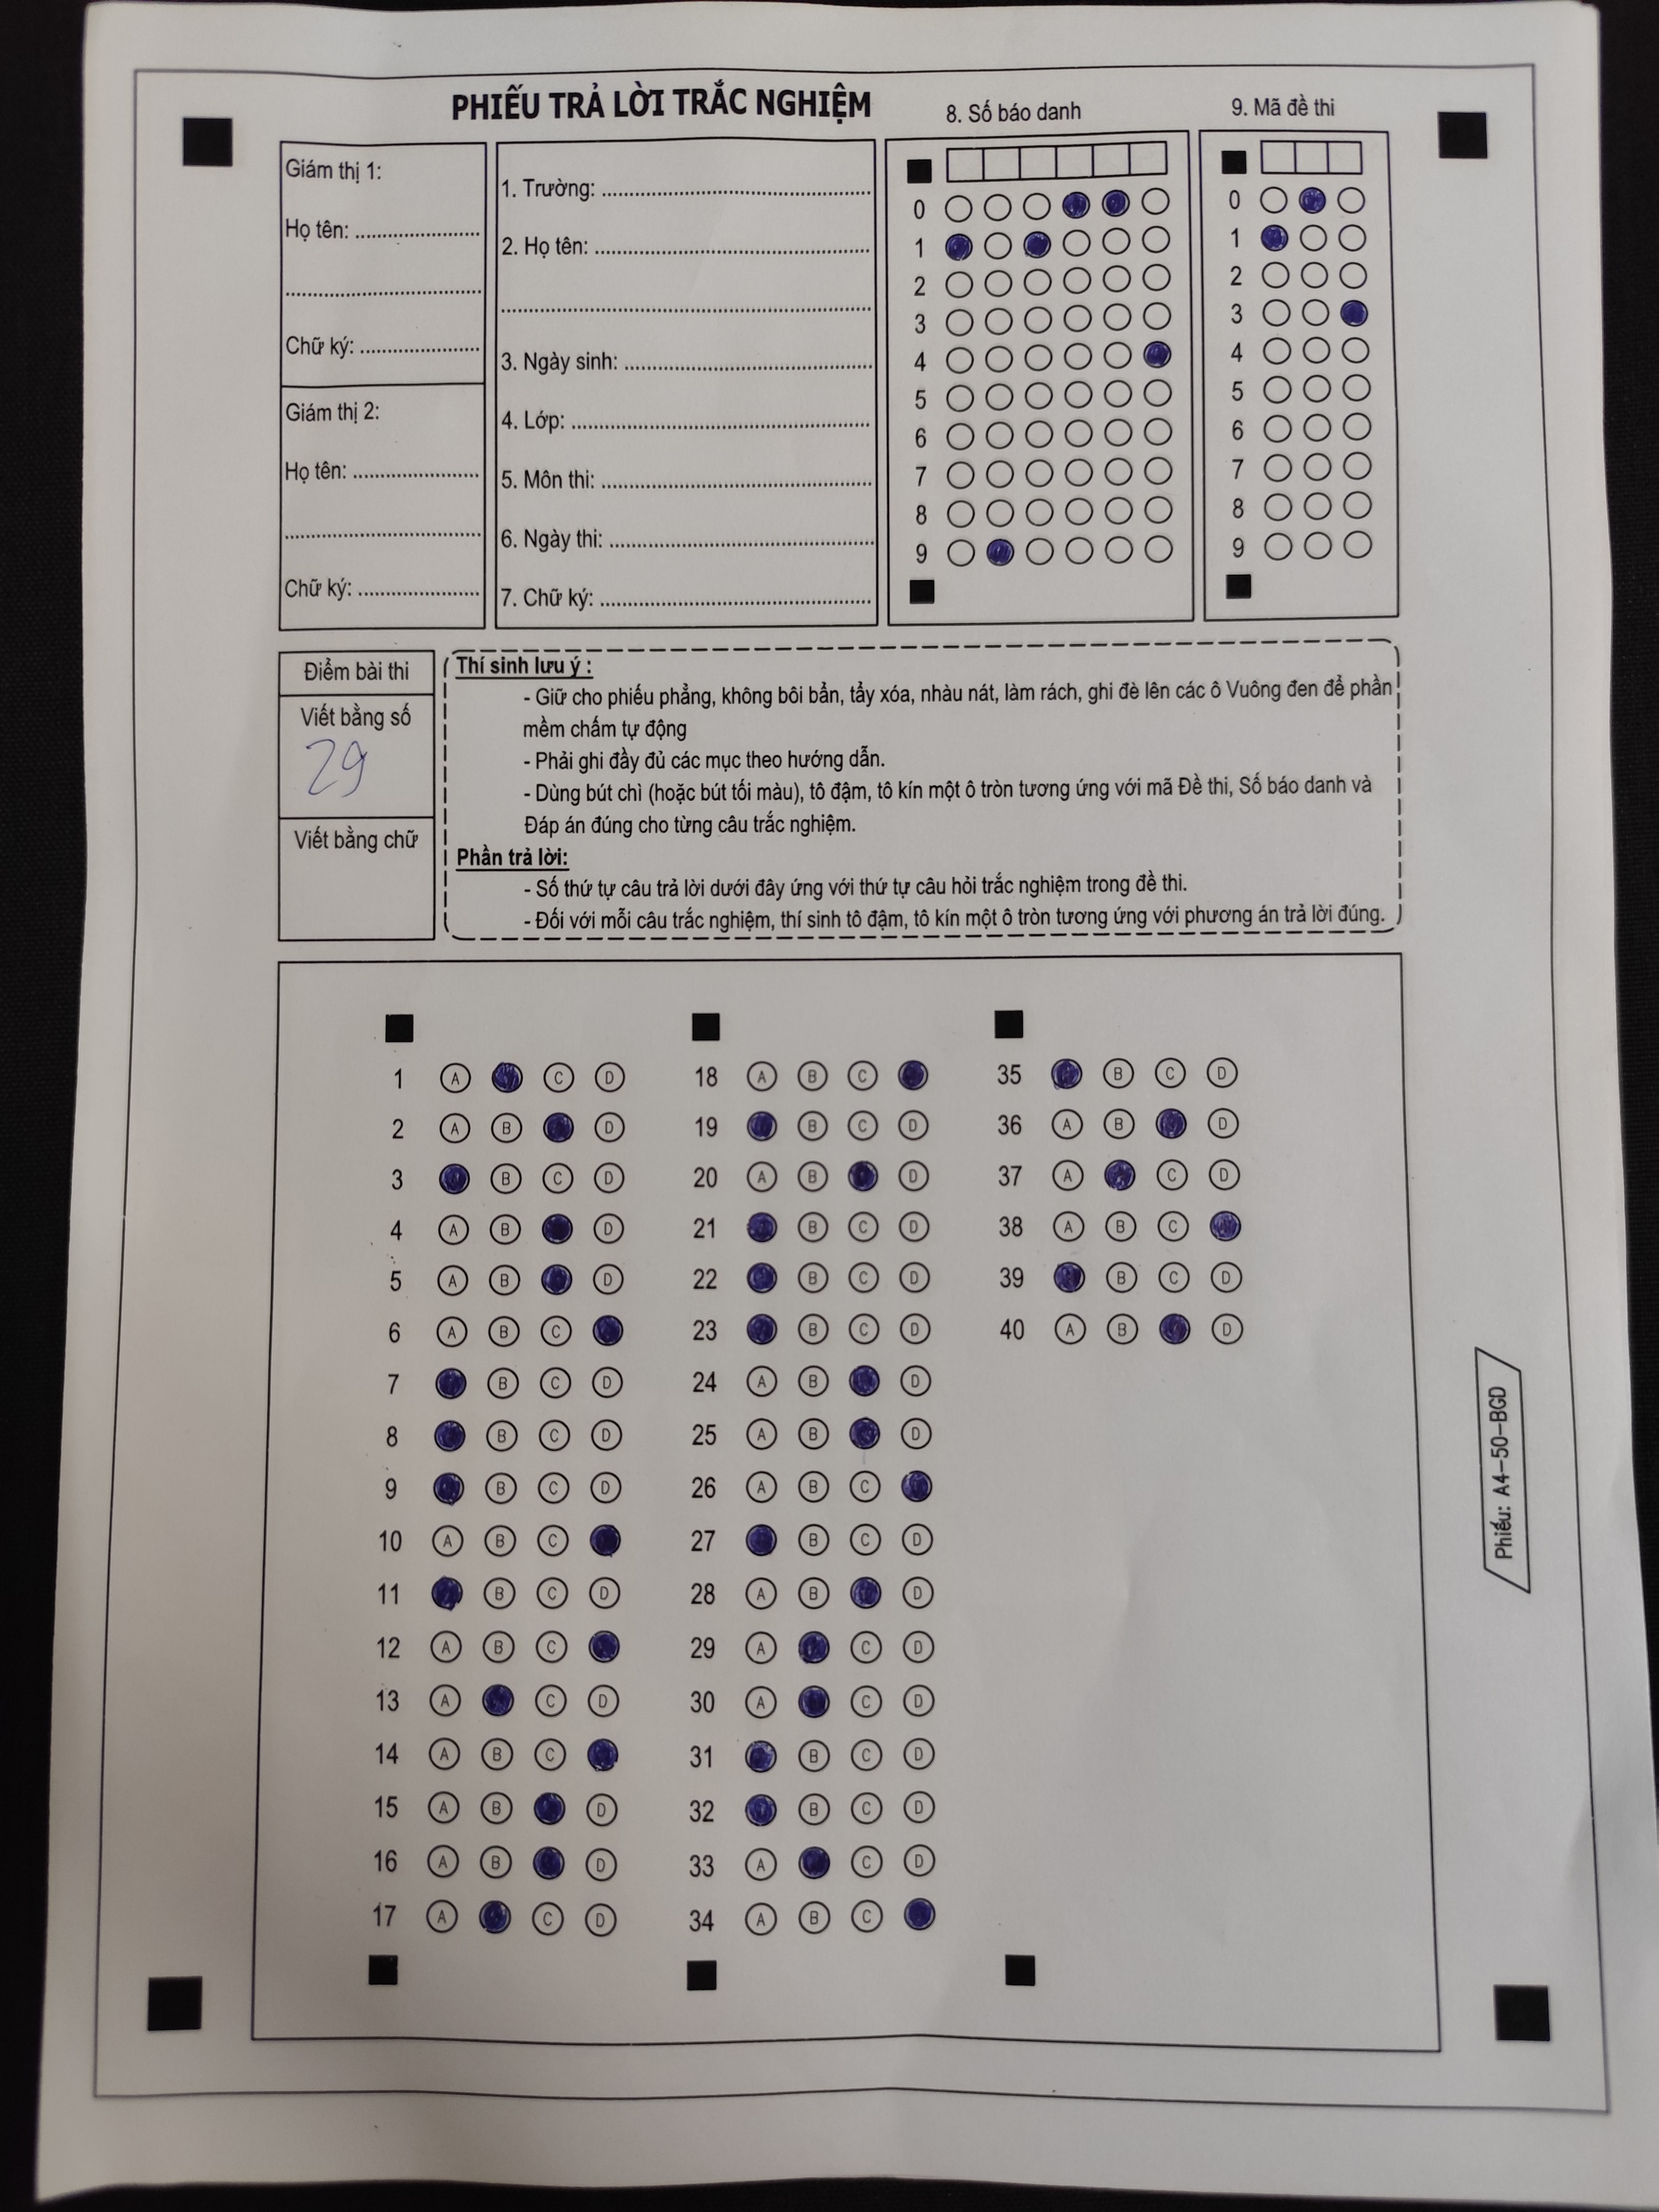 PHIẾU TRẢ LỜI TRẮC NGHIỆM
Giám thị 1:
Họ tên: ....................
................................
Chữ ký: ....................
Giám thị 2:
Họ tên: ....................
................................
Chữ ký: ....................
1. Trường: ....................
2. Họ tên: ....................
................................
3. Ngày sinh: ....................
4. Lớp: ....................
5. Môn thi: ....................
6. Ngày thi: ....................
7. Chữ ký: ....................
8. Số báo danh
0
1
2
3
4
5
6
7
8
9
9. Mã đề thi
0
1
2
3
4
5
6
7
8
9
Điểm bài thi
Viết bằng số
29
Viết bằng chữ
Thí sinh lưu ý :
- Giữ cho phiếu phẳng, không bôi bẩn, tẩy xóa, nhàu nát, làm rách, ghi đè lên các ô Vuông đen để phần
mềm chấm tự động
- Phải ghi đầy đủ các mục theo hướng dẫn.
- Dùng bút chì (hoặc bút tối màu), tô đậm, tô kín một ô tròn tương ứng với mã Đề thi, Số báo danh và
Đáp án đúng cho từng câu trắc nghiệm.
Phần trả lời:
- Số thứ tự câu trả lời dưới đây ứng với thứ tự câu hỏi trắc nghiệm trong đề thi.
- Đối với mỗi câu trắc nghiệm, thí sinh tô đậm, tô kín một ô tròn tương ứng với phương án trả lời đúng.
1 A C D
2 A B D
3 B C D
4 A B D
5 A B D
6 A B C
7 B C D
8 B C D
9 B C D
10 A B C
11 B C D
12 A B C
13 A C D
14 A B C
15 A B D
16 A B D
17 A C D
18 A B C
19 B C D
20 A B D
21 B C D
22 B C D
23 B C D
24 A B D
25 A B D
26 A B C
27 B C D
28 A B D
29 A C D
30 A C D
31 B C D
32 B C D
33 A C D
34 A B C
35 B C D
36 A B D
37 A C D
38 A B C
39 B C D
40 A B D
Phiếu: A4-50-BGD